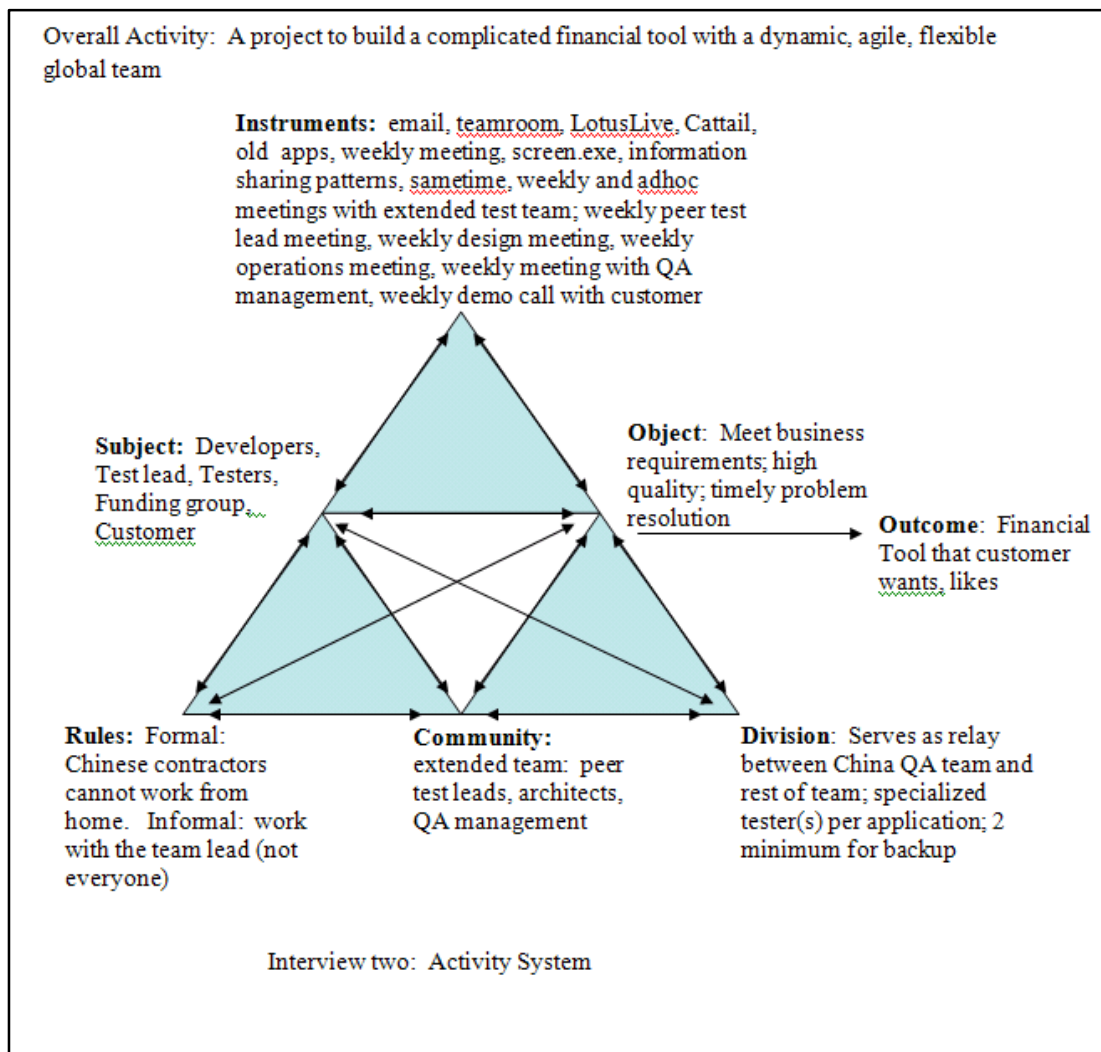 Overall Activity:  A project to build a complicated financial tool with a dynamic, agile, flexible
global team
Instruments:  email, teamroom, LotusLive, Cattail,
old  apps, weekly meeting, screen.exe, information
sharing patterns, sametime, weekly and adhoc
meetings with extended test team; weekly peer test
lead meeting, weekly design meeting, weekly
operations meeting, weekly meeting with QA
management, weekly demo call with customer
Subject:  Developers,
Test lead, Testers,
Funding group,
Customer
Object:  Meet business
requirements; high
quality; timely problem
resolution
Outcome:  Financial
Tool that customer
wants, likes
Rules:  Formal:
Chinese contractors
cannot work from
home.   Informal:  work
with the team lead (not
everyone)
Community:
extended team:  peer
test leads, architects,
QA management
Division:  Serves as relay
between China QA team and
rest of team; specialized
tester(s) per application; 2
minimum for backup
Interview two:  Activity System